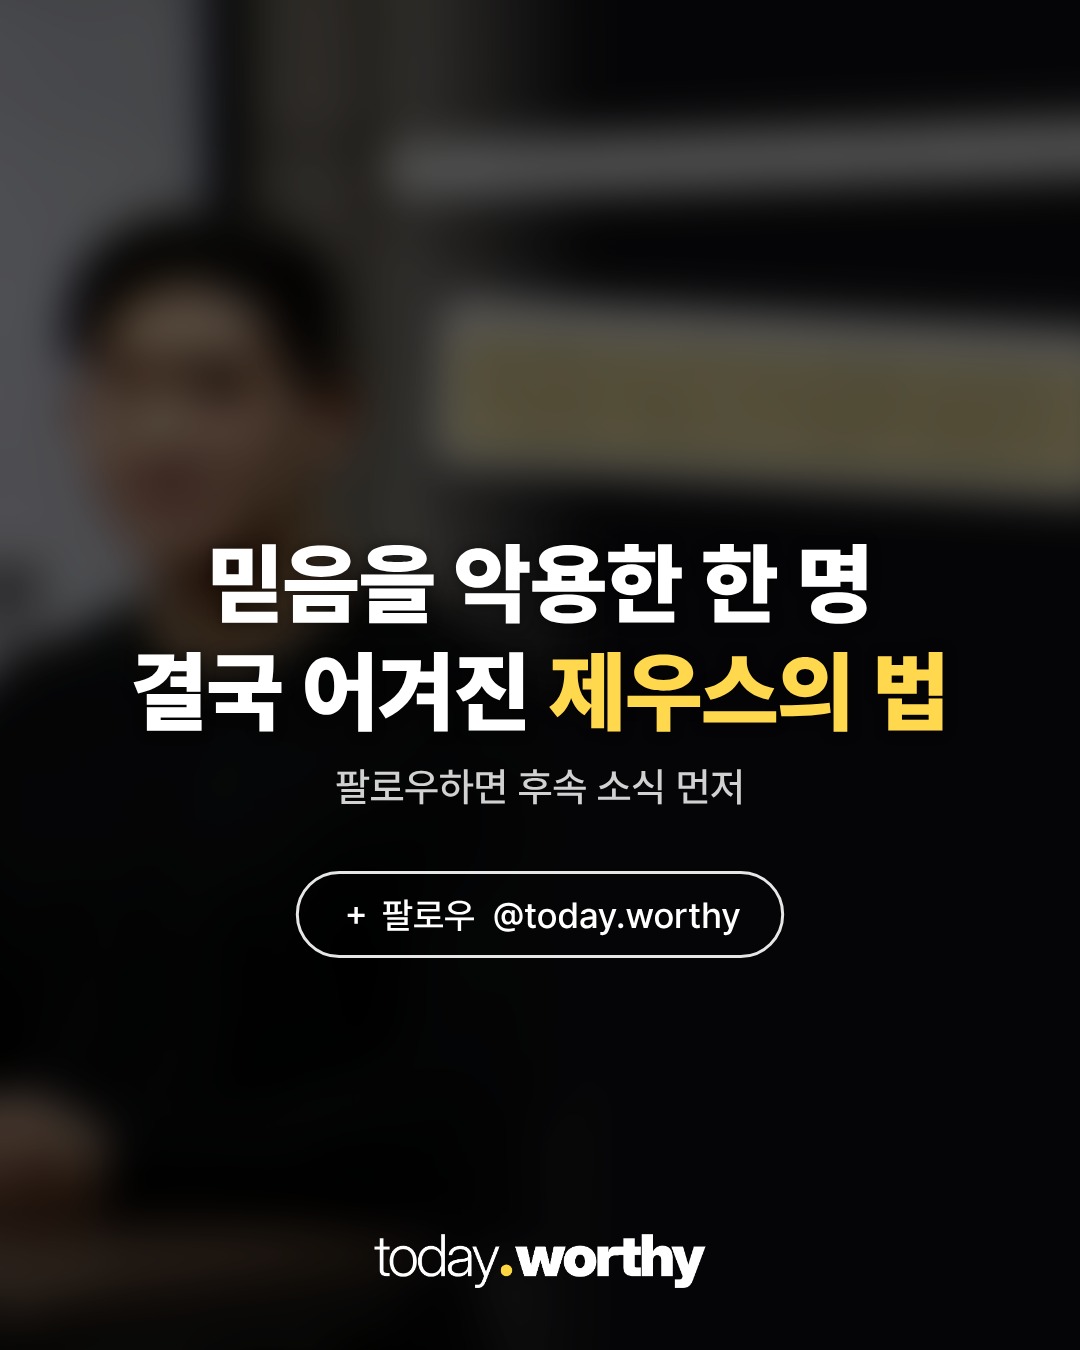 믿음을 악용한 한 명
결국 어겨진 제우스의 법
팔로우하면 후속 소식 먼저
+ 팔로우 @today.worthy
today.worthy